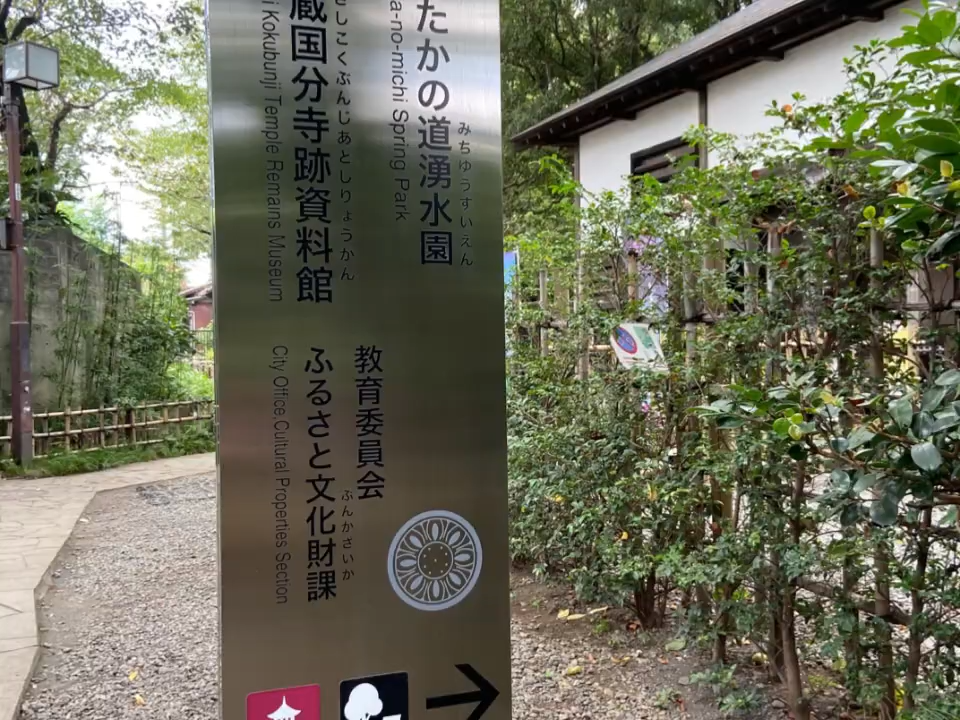 たかの道湧水園
みちゆうすいえん
a-no-michi Spring Park
蔵国分寺跡資料館
さしこくぶんじあとしりょうかん
i Kokubunji Temple Remains Museum
教育委員会
ふるさと文化財課
ぶんかざいか
City Office,Cultural Properties Section